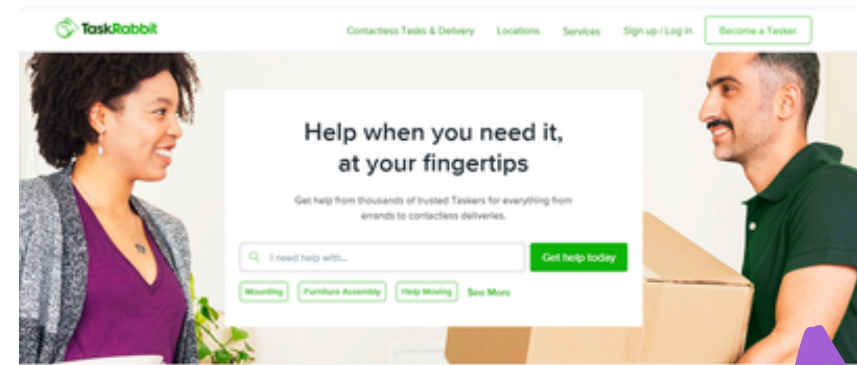 TaskRabbit
Contactless Tasks & Delivery Locations Services Sign up / Log in Become a Tasker
Help when you need it,
at your fingertips
Get help from thousands of trusted Taskers for everything from
errands to contactless deliveries.
I need help with...
Get help today
Mounting Furniture Assembly Help Moving See More